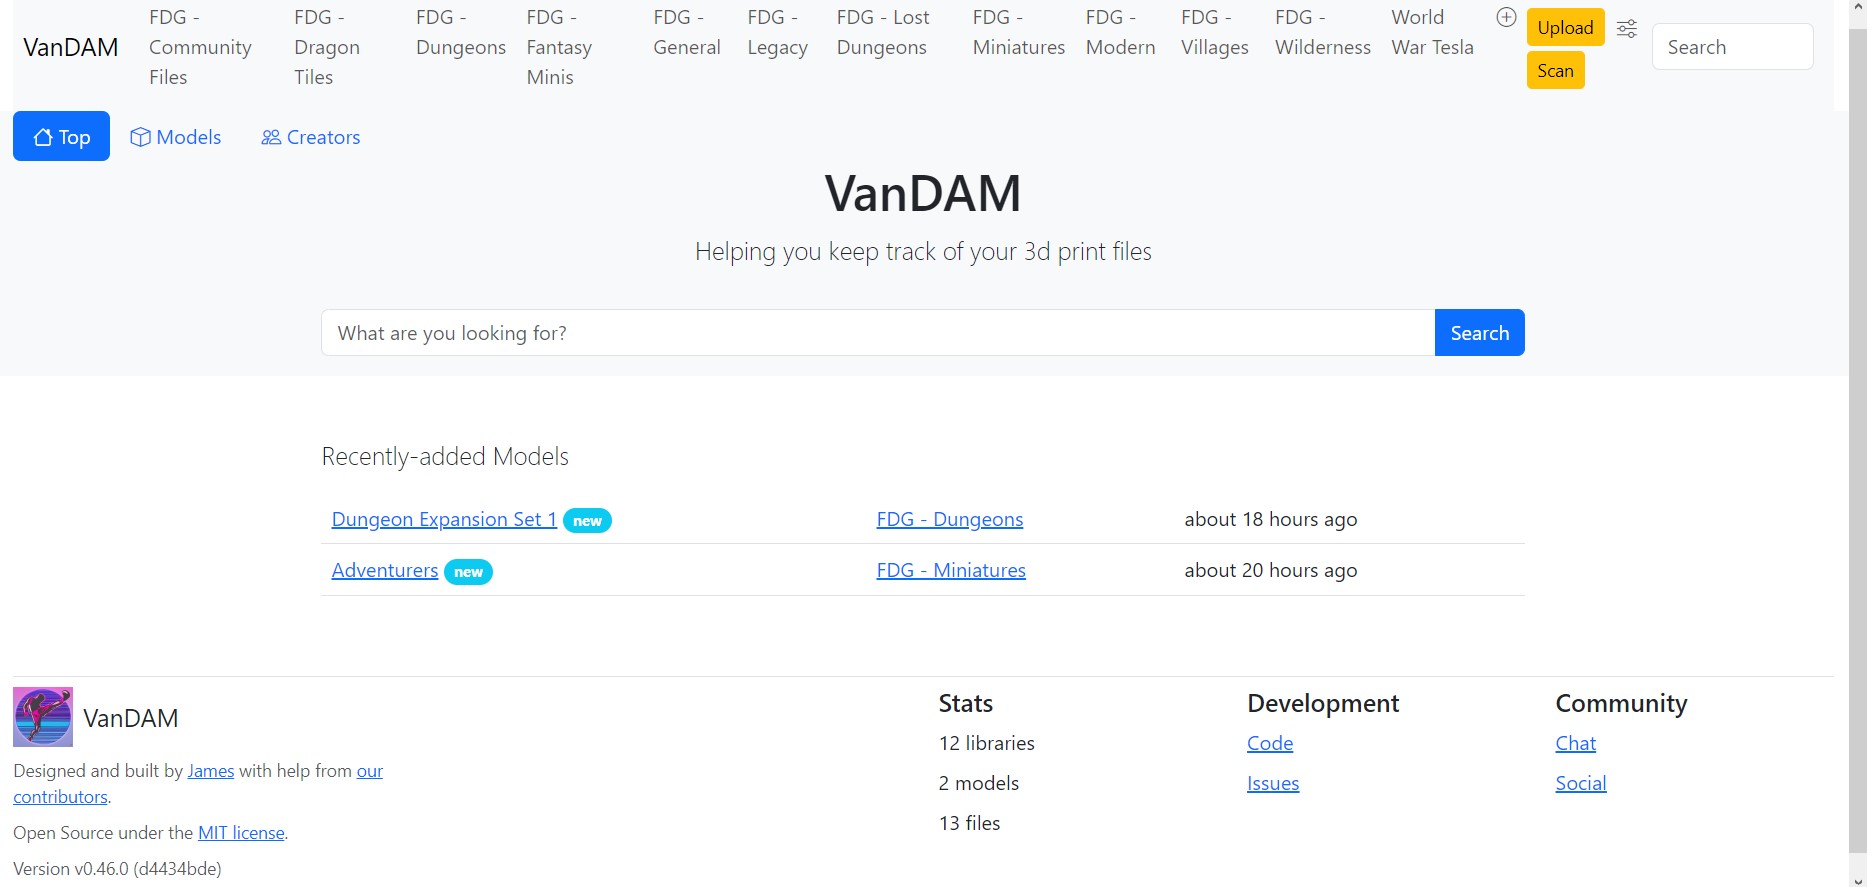 VanDAM
FDG -
Community
Files
FDG -
Dragon
Tiles
FDG -
Dungeons
FDG -
Fantasy
Minis
FDG -
General
FDG -
Legacy
FDG - Lost
Dungeons
FDG -
Miniatures
FDG -
Modern
FDG -
Villages
FDG -
Wilderness
World
War Tesla
Upload
Scan
Search
Top
Models
Creators
VanDAM
Helping you keep track of your 3d print files
What are you looking for?
Search
Recently-added Models
Dungeon Expansion Set 1 new FDG - Dungeons about 18 hours ago
Adventurers new FDG - Miniatures about 20 hours ago
VanDAM
Designed and built by James with help from our
contributors.
Open Source under the MIT license.
Version v0.46.0 (d4434bde)
Stats
12 libraries
2 models
13 files
Development
Code
Issues
Community
Chat
Social